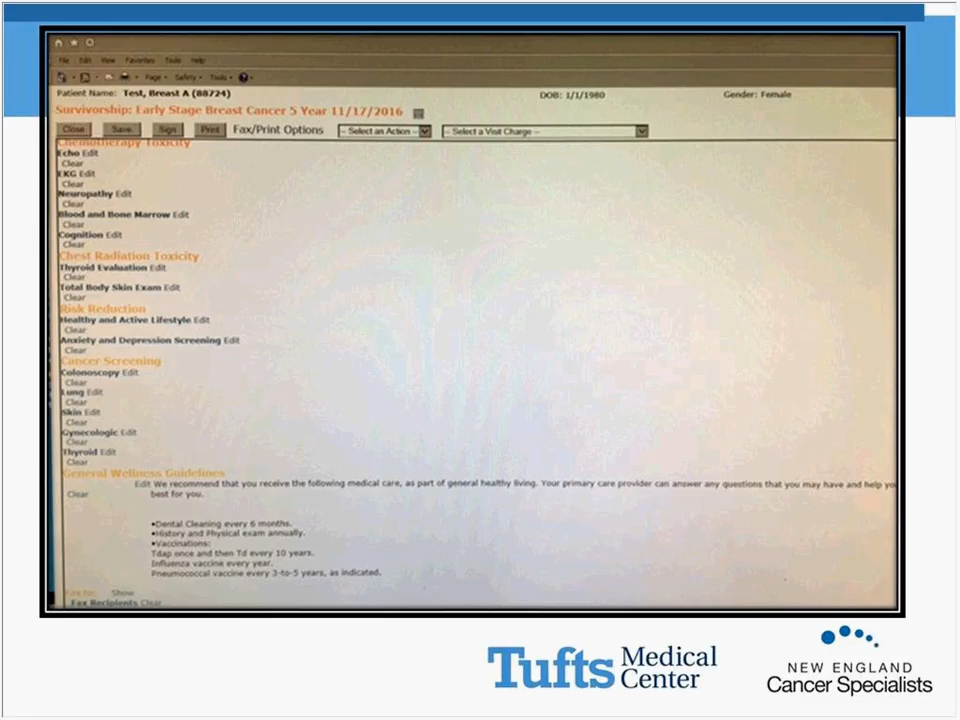 File Edit View Favorites Tools Help
Page Safety Tools
Patient Name: Test, Breast A (88724) DOB: 1/1/1980 Gender: Female
Survivorship: Early Stage Breast Cancer 5 Year 11/17/2016
Close Save Sign Print Fax/Print Options -- Select an Action -- -- Select a Visit Charge --
Chemotherapy Toxicity
Echo Edit
Clear
EKG Edit
Clear
Neuropathy Edit
Clear
Blood and Bone Marrow Edit
Clear
Cognition Edit
Clear
Chest Radiation Toxicity
Thyroid Evaluation Edit
Clear
Total Body Skin Exam Edit
Clear
Risk Reduction
Healthy and Active Lifestyle Edit
Clear
Anxiety and Depression Screening Edit
Clear
Cancer Screening
Colonoscopy Edit
Clear
Lung Edit
Clear
Skin Edit
Clear
Gynecologic Edit
Clear
Thyroid Edit
Clear
General Wellness Guidelines
Edit We recommend that you receive the following medical care, as part of general healthy living. Your primary care provider can answer any questions that you may have and help yo
Clear best for you.
•Dental Cleaning every 6 months.
•History and Physical exam annually.
•Vaccinations:
Tdap once and then Td every 10 years.
Influenza vaccine every year.
Pneumococcal vaccine every 3-to-5 years, as indicated.
Fax to: Show
Fax Recipients Clear
Tufts Medical Center
NEW ENGLAND
Cancer Specialists